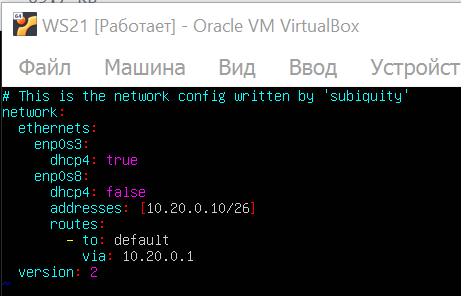 WS21 [Работает] - Oracle VM VirtualBox
Файл Машина Вид Ввод Устройст
# This is the network config written by 'subiquity'
network:
  ethernets:
    enp0s3:
      dhcp4: true
    enp0s8:
      dhcp4: false
      addresses: [10.20.0.10/26]
      routes:
        - to: default
          via: 10.20.0.1
  version: 2
~